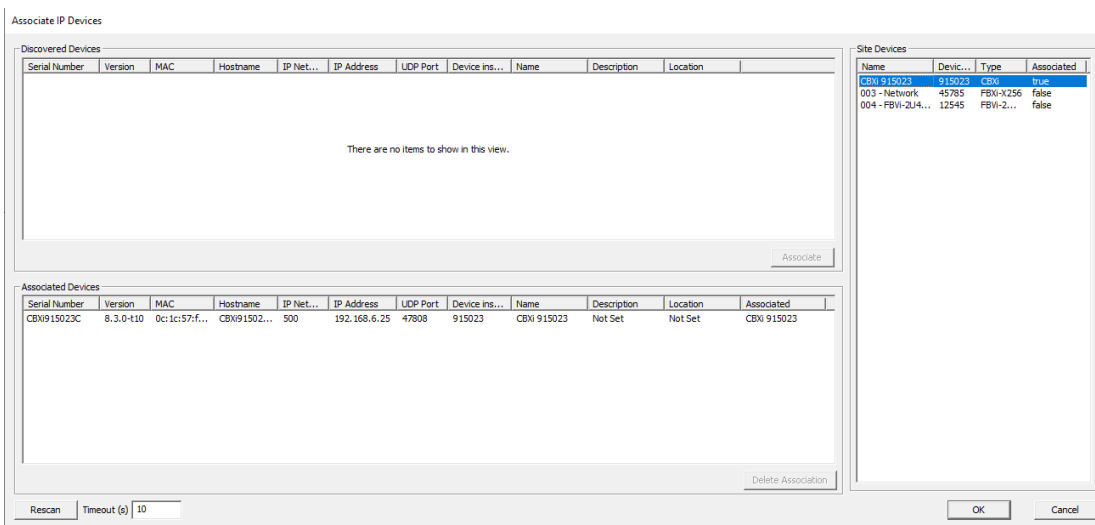 Associate IP Devices
Discovered Devices
Serial Number Version MAC Hostname IP Net... IP Address UDP Port Device ins... Name Description Location
There are no items to show in this view.
Associate
Associated Devices
Serial Number Version MAC Hostname IP Net... IP Address UDP Port Device ins... Name Description Location Associated
CBXi915023C 8.3.0-t10 0c:1c:57:f... CBXi91502... 500 192.168.6.25 47808 915023 CBXi 915023 Not Set Not Set CBXi 915023
Delete Association
Site Devices
Name Devic... Type Associated
CBXi 915023 915023 CBXi true
003 - Network 45785 FBXi-X256 false
004 - FBVi-2U4... 12545 FBVi-2... false
Rescan Timeout (s) 10
OK Cancel